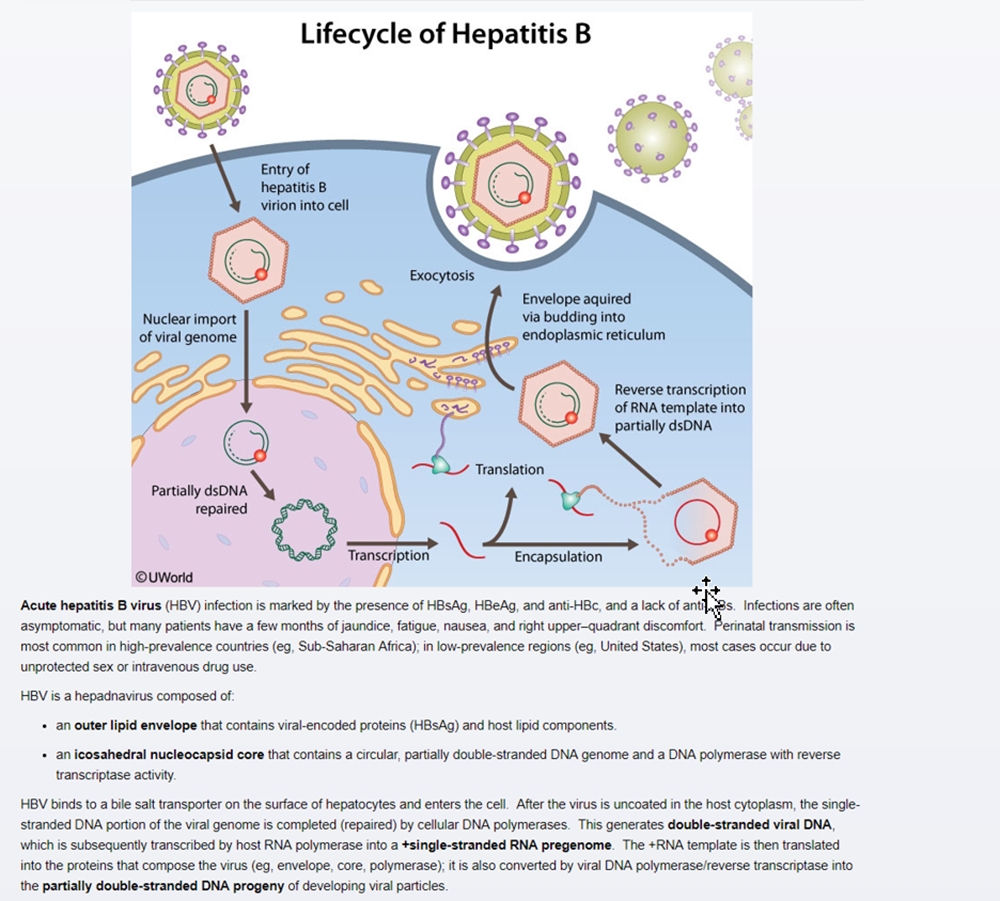 Lifecycle of Hepatitis B
Entry of
hepatitis B
virion into cell
Exocytosis
Envelope aquired
via budding into
endoplasmic reticulum
Nuclear import
of viral genome
Reverse transcription
of RNA template into
partially dsDNA
Translation
Partially dsDNA
repaired
Transcription
Encapsulation
©UWorld
Acute hepatitis B virus (HBV) infection is marked by the presence of HBsAg, HBeAg, and anti-HBc, and a lack of anti-HBs. Infections are often
asymptomatic, but many patients have a few months of jaundice, fatigue, nausea, and right upper–quadrant discomfort. Perinatal transmission is
most common in high-prevalence countries (eg, Sub-Saharan Africa); in low-prevalence regions (eg, United States), most cases occur due to
unprotected sex or intravenous drug use.
HBV is a hepadnavirus composed of:
• an outer lipid envelope that contains viral-encoded proteins (HBsAg) and host lipid components.
• an icosahedral nucleocapsid core that contains a circular, partially double-stranded DNA genome and a DNA polymerase with reverse
transcriptase activity.
HBV binds to a bile salt transporter on the surface of hepatocytes and enters the cell. After the virus is uncoated in the host cytoplasm, the single-
stranded DNA portion of the viral genome is completed (repaired) by cellular DNA polymerases. This generates double-stranded viral DNA,
which is subsequently transcribed by host RNA polymerase into a +single-stranded RNA pregenome. The +RNA template is then translated
into the proteins that compose the virus (eg, envelope, core, polymerase); it is also converted by viral DNA polymerase/reverse transcriptase into
the partially double-stranded DNA progeny of developing viral particles.